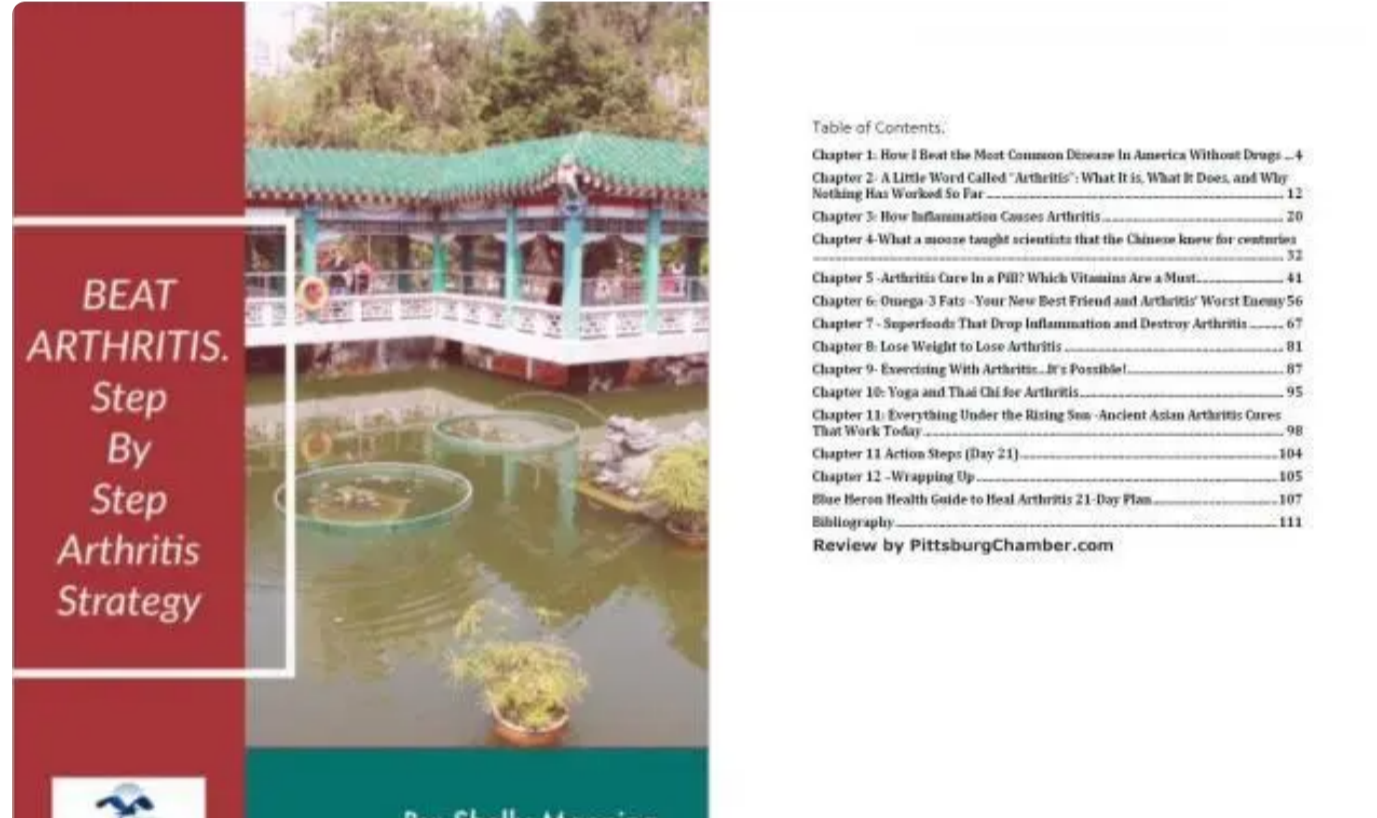 BEAT
ARTHRITIS.
Step
By
Step
Arthritis
Strategy
Table of Contents.
Chapter 1: How I Beat the Most Common Disease In America Without Drugs ... 4
Chapter 2- A Little Word Called "Arthritis": What It is, What It Does, and Why
Nothing Has Worked So Far ........ 12
Chapter 3: How Inflammation Causes Arthritis ........ 20
Chapter 4-What a moose taught scientists that the Chinese knew for centuries
........ 32
Chapter 5 -Arthritis Cure In a Pill? Which Vitamins Are a Must........ 41
Chapter 6: Omega-3 Fats -Your New Best Friend and Arthritis' Worst Enemy 56
Chapter 7 - Superfoods That Drop Inflammation and Destroy Arthritis ........ 67
Chapter 8: Lose Weight to Lose Arthritis ........ 81
Chapter 9- Exercising With Arthritis...It's Possible! ........ 87
Chapter 10: Yoga and Thai Chi for Arthritis ........ 95
Chapter 11: Everything Under the Rising Sun -Ancient Asian Arthritis Cures
That Work Today ........ 98
Chapter 11 Action Steps (Day 21) ........ 104
Chapter 12 -Wrapping Up ........ 105
Blue Heron Health Guide to Heal Arthritis 21-Day Plan ........ 107
Bibliography ........ 111
Review by PittsburgChamber.com